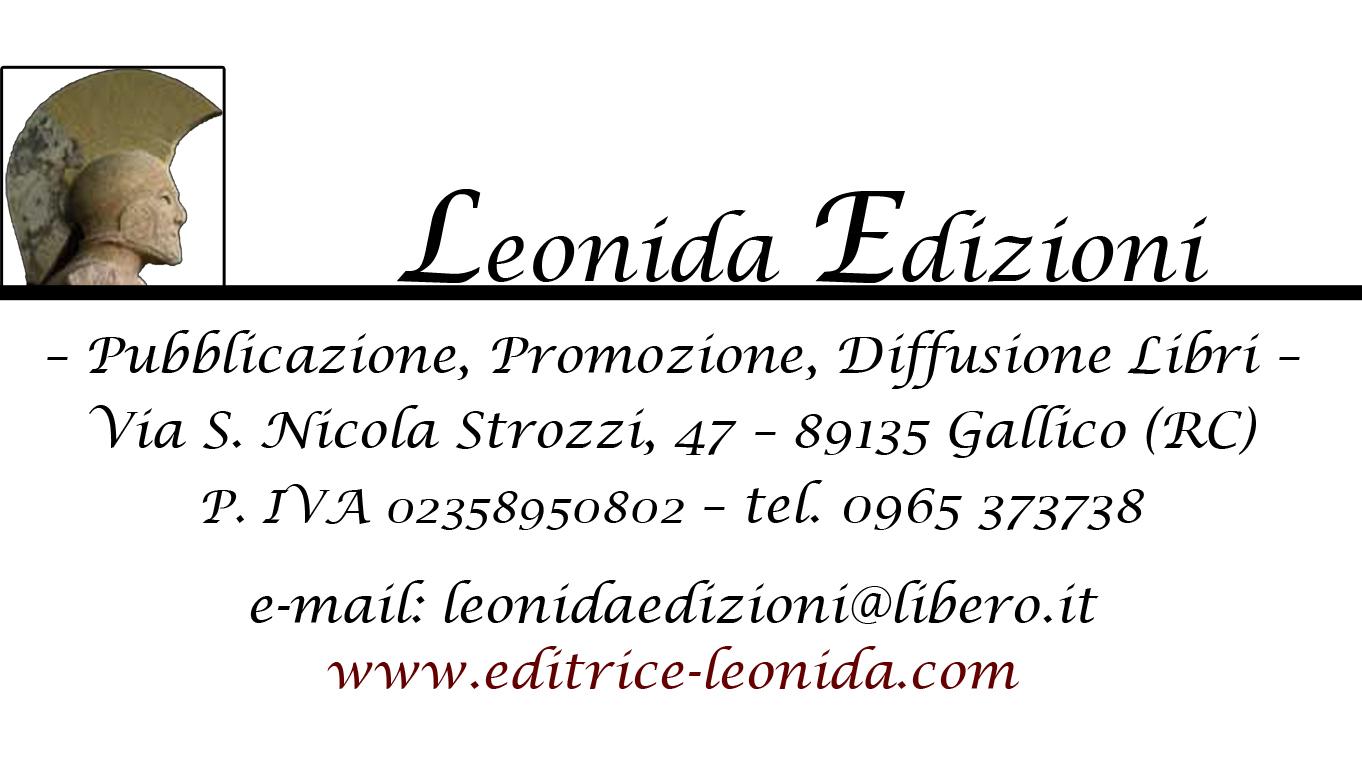 Leonida Edizioni
– Pubblicazione, Promozione, Diffusione Libri –
Via S. Nicola Strozzi, 47 – 89135 Gallico (RC)
P. IVA 02358950802 – tel. 0965 373738
e-mail: leonidaedizioni@libero.it
www.editrice-leonida.com